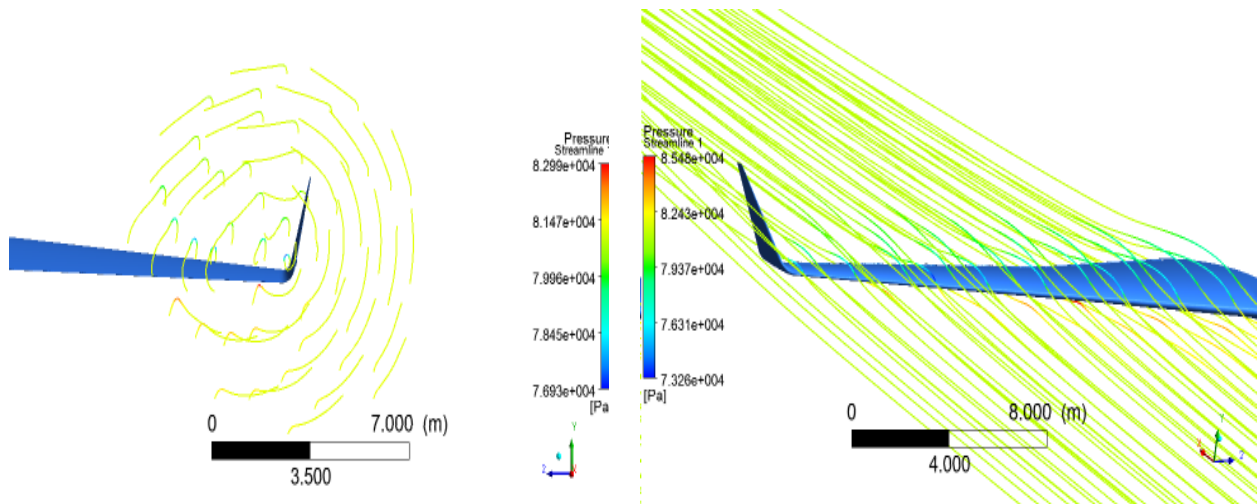 Pressure
Streamline
8.299e+004
8.147e+004
7.996e+004
7.845e+004
7.693e+004
[Pa
0
7.000 (m)
3.500
Y
Z
X
Pressure
Streamline 1
8.548e+004
8.243e+004
7.937e+004
7.631e+004
7.326e+004
[Pa]
0
8.000 (m)
4.000
Y
X
Z